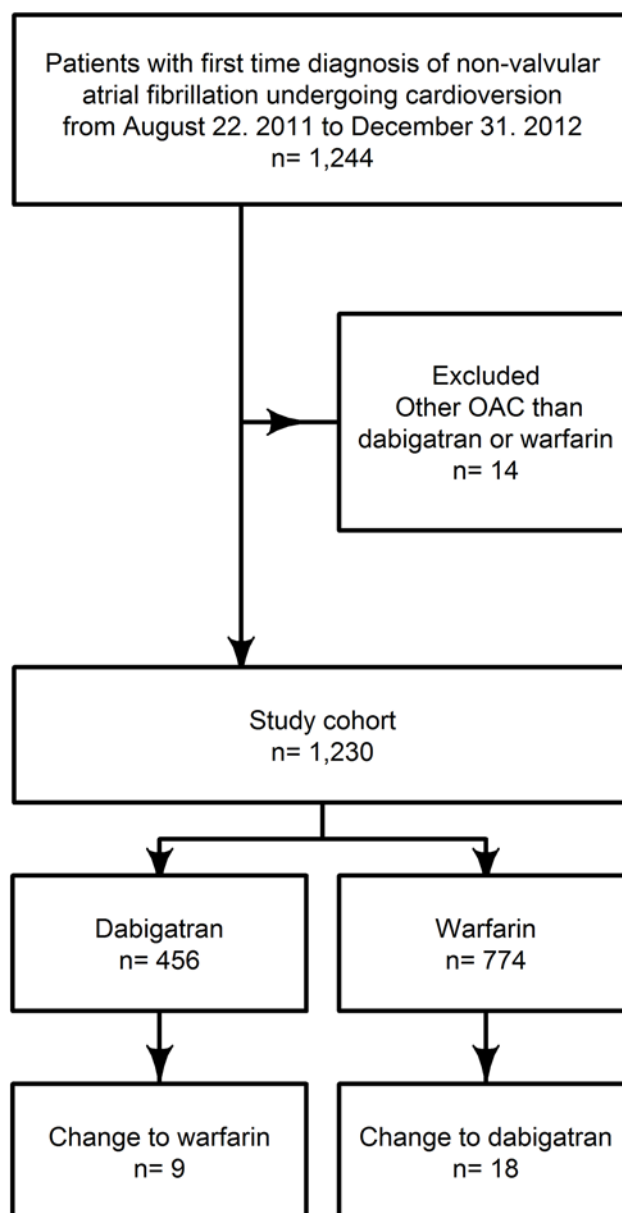 Patients with first time diagnosis of non-valvular
atrial fibrillation undergoing cardioversion
from August 22. 2011 to December 31. 2012
n= 1,244
Excluded
Other OAC than
dabigatran or warfarin
n= 14
Study cohort
n= 1,230
Dabigatran
n= 456
Warfarin
n= 774
Change to warfarin
n= 9
Change to dabigatran
n= 18